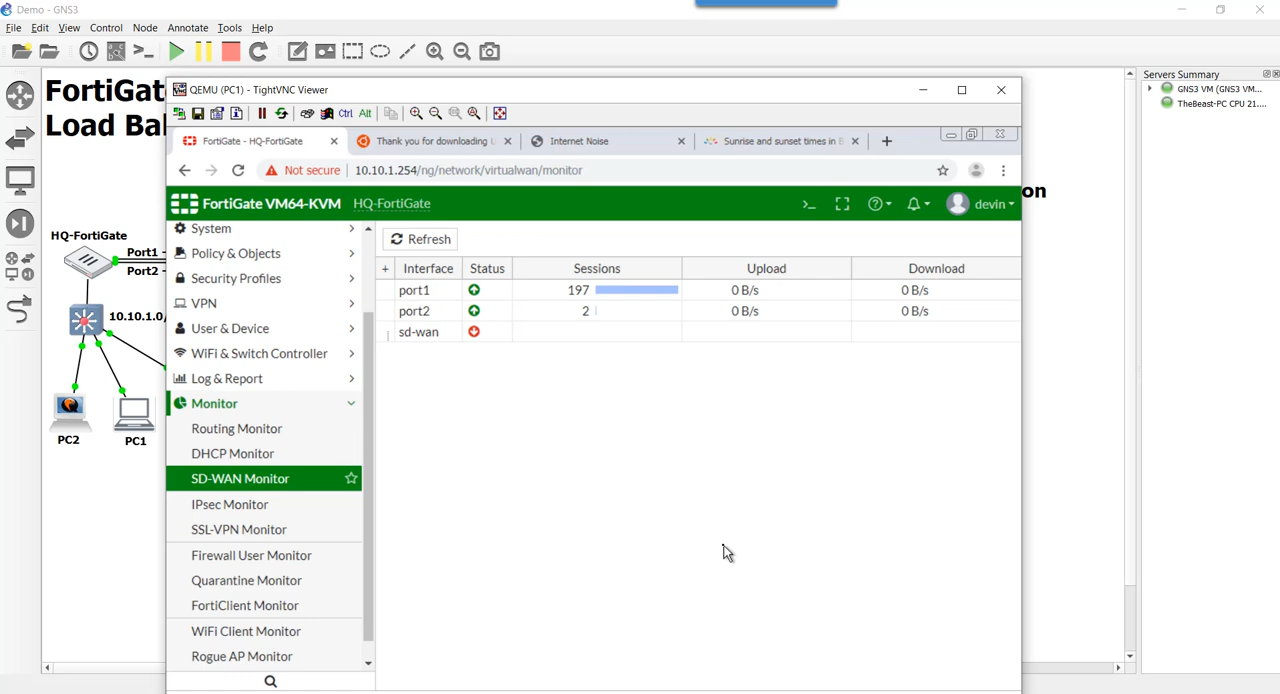 Demo - GNS3
File Edit View Control Node Annotate Tools Help
FortiGat
Load Bal
on
HQ-FortiGate
Port1 -
Port2 -
10.10.1.0/
PC2
PC1
Servers Summary
GNS3 VM (GNS3 VM...
TheBeast-PC CPU 21....
QEMU (PC1) - TightVNC Viewer
Ctrl Alt
FortiGate - HQ-FortiGate
Thank you for downloading U
Internet Noise
Sunrise and sunset times in B
Not secure 10.10.1.254/ng/network/virtualwan/monitor
FortiGate VM64-KVM HQ-FortiGate
>_ devin
System
Policy & Objects
Security Profiles
VPN
User & Device
WiFi & Switch Controller
Log & Report
Monitor
Routing Monitor
DHCP Monitor
SD-WAN Monitor
IPsec Monitor
SSL-VPN Monitor
Firewall User Monitor
Quarantine Monitor
FortiClient Monitor
WiFi Client Monitor
Rogue AP Monitor
Refresh
+ Interface Status Sessions Upload Download
port1 197 0 B/s 0 B/s
port2 2 0 B/s 0 B/s
sd-wan